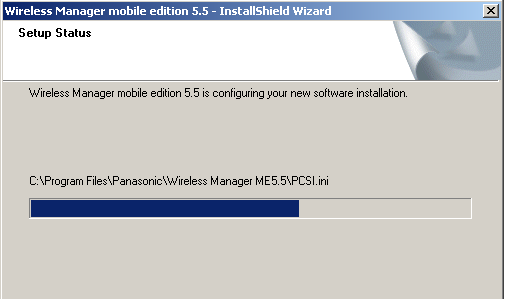 Wireless Manager mobile edition 5.5 - InstallShield Wizard
Setup Status
Wireless Manager mobile edition 5.5 is configuring your new software installation.
C:\Program Files\Panasonic\Wireless Manager ME5.5\PCSI.ini